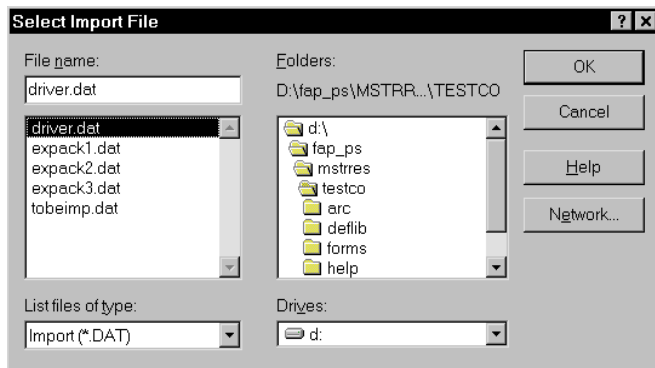 Select Import File
File name:
driver.dat
driver.dat
expack1.dat
expack2.dat
expack3.dat
tobeimp.dat
List files of type:
Import (*.DAT)
Folders:
D:\fap_ps\MSTRR...\TESTCO
d:\
fap_ps
mstrres
testco
arc
deflib
forms
help
Drives:
d:
OK
Cancel
Help
Network...